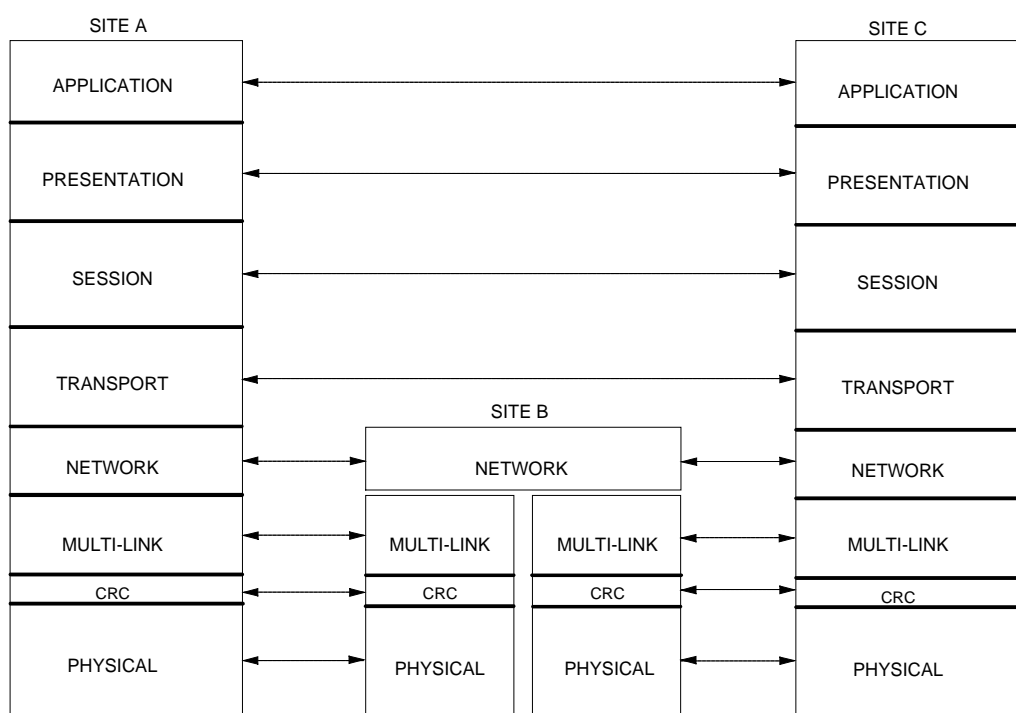 SITE A
APPLICATION
PRESENTATION
SESSION
TRANSPORT
NETWORK
MULTI-LINK
CRC
PHYSICAL
SITE B
NETWORK
MULTI-LINK
CRC
PHYSICAL
MULTI-LINK
CRC
PHYSICAL
SITE C
APPLICATION
PRESENTATION
SESSION
TRANSPORT
NETWORK
MULTI-LINK
CRC
PHYSICAL